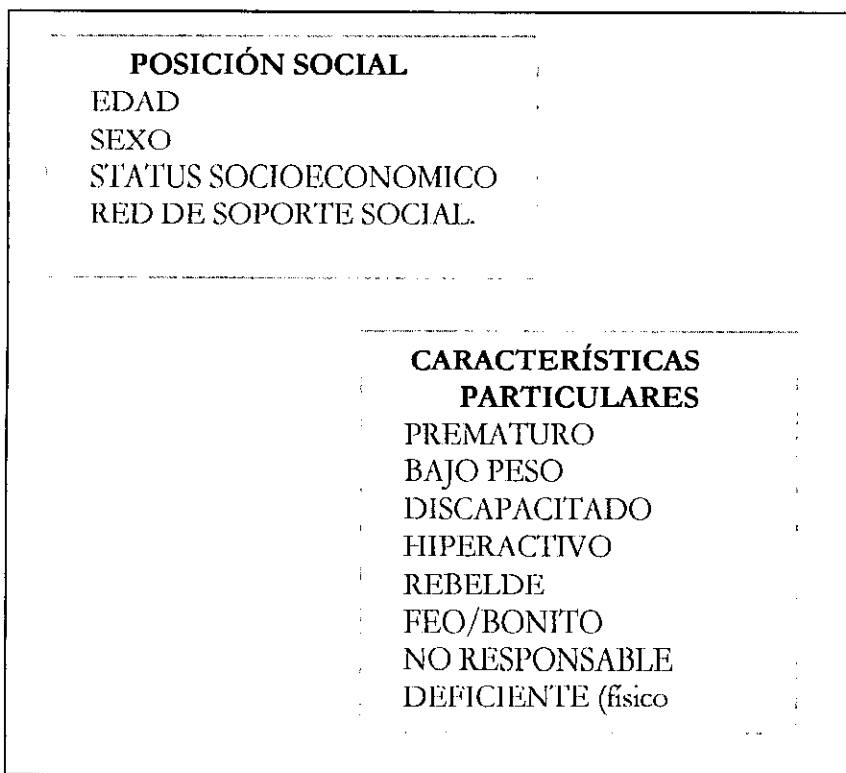 POSICIÓN SOCIAL
EDAD
SEXO
STATUS SOCIOECONOMICO
RED DE SOPORTE SOCIAL.
CARACTERÍSTICAS
PARTICULARES
PREMATURO
BAJO PESO
DISCAPACITADO
HIPERACTIVO
REBELDE
FEO/BONITO
NO RESPONSABLE
DEFICIENTE (físico